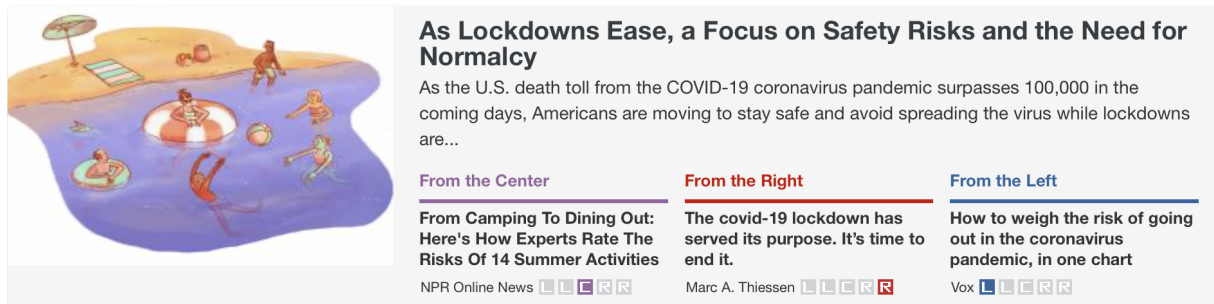 As Lockdowns Ease, a Focus on Safety Risks and the Need for
Normalcy
As the U.S. death toll from the COVID-19 coronavirus pandemic surpasses 100,000 in the
coming days, Americans are moving to stay safe and avoid spreading the virus while lockdowns
are...
From the Center
From Camping To Dining Out:
Here's How Experts Rate The
Risks Of 14 Summer Activities
NPR Online News L L C R R
From the Right
The covid-19 lockdown has
served its purpose. It’s time to
end it.
Marc A. Thiessen L L C R R
From the Left
How to weigh the risk of going
out in the coronavirus
pandemic, in one chart
Vox L L C R R